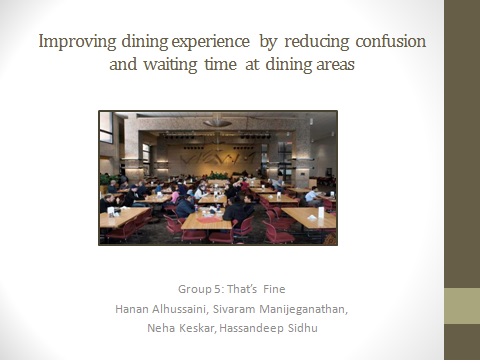 Improving dining experience by reducing confusion
and waiting time at dining areas
Group 5: That's Fine
Hanan Alhussaini, Sivaram Manijeganathan,
Neha Keskar, Hassandeep Sidhu